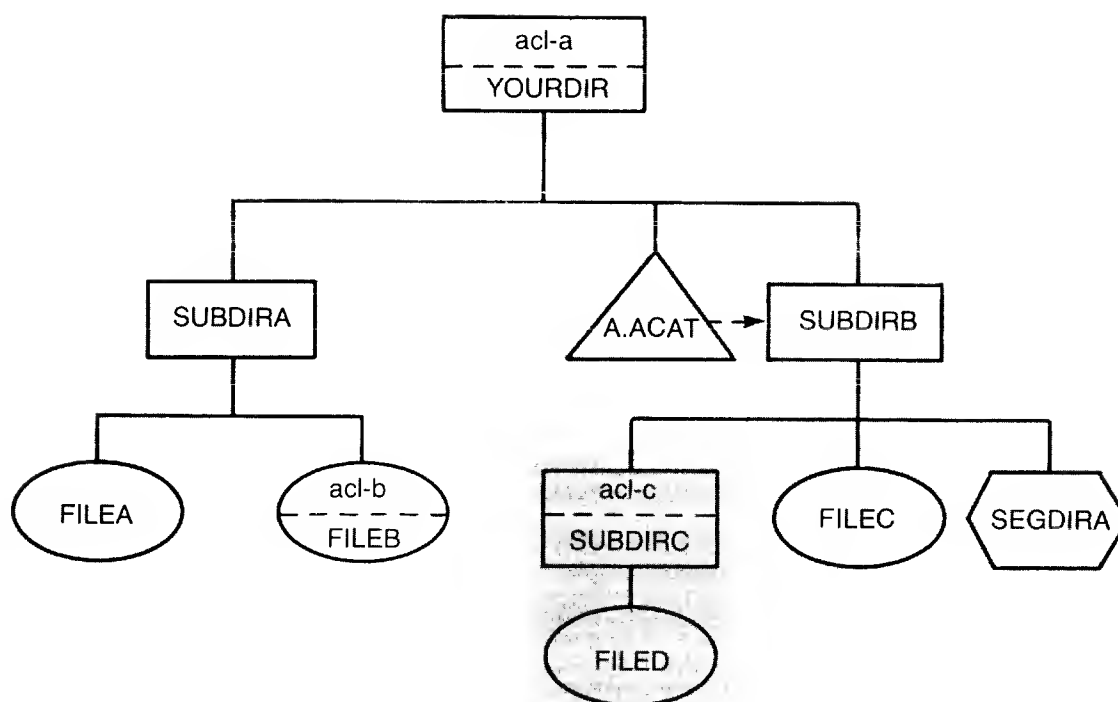 acl-a
YOURDIR
SUBDIRA
A.ACAT
SUBDIRB
FILEA
acl-b
FILEB
acl-c
SUBDIRC
FILEC
SEGDIRA
FILED